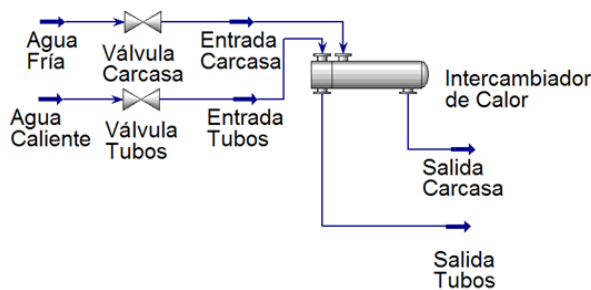 Agua
Fría
Válvula
Carcasa
Entrada
Carcasa
Agua
Caliente
Válvula
Tubos
Entrada
Tubos
Intercambiador
de Calor
Salida
Carcasa
Salida
Tubos